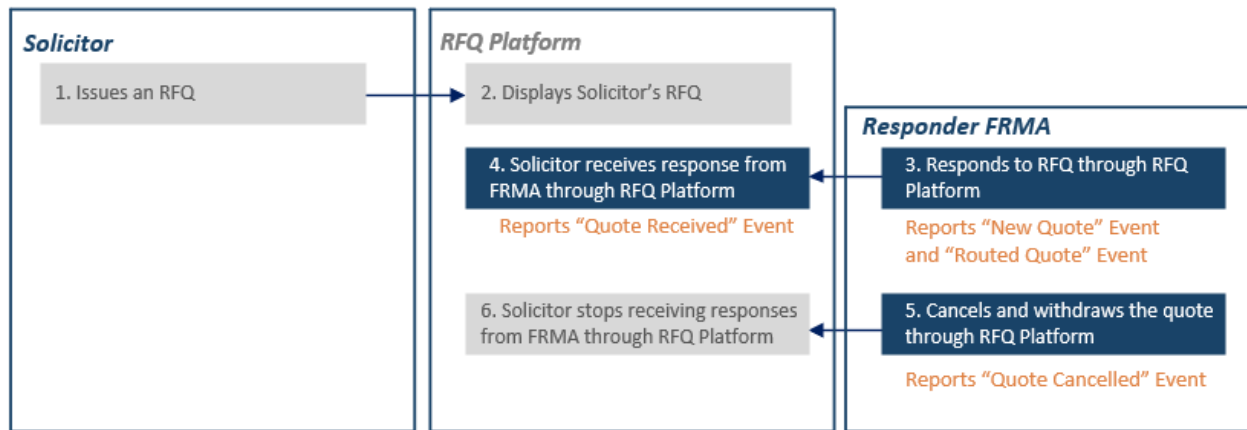 Solicitor
1. Issues an RFQ
RFQ Platform
2. Displays Solicitor's RFQ
Responder FRMA
3. Responds to RFQ through RFQ
Platform
Reports “New Quote” Event
and “Routed Quote” Event
4. Solicitor receives response from
FRMA through RFQ Platform
Reports “Quote Received” Event
5. Cancels and withdraws the quote
through RFQ Platform
Reports “Quote Cancelled” Event
6. Solicitor stops receiving responses
from FRMA through RFQ Platform